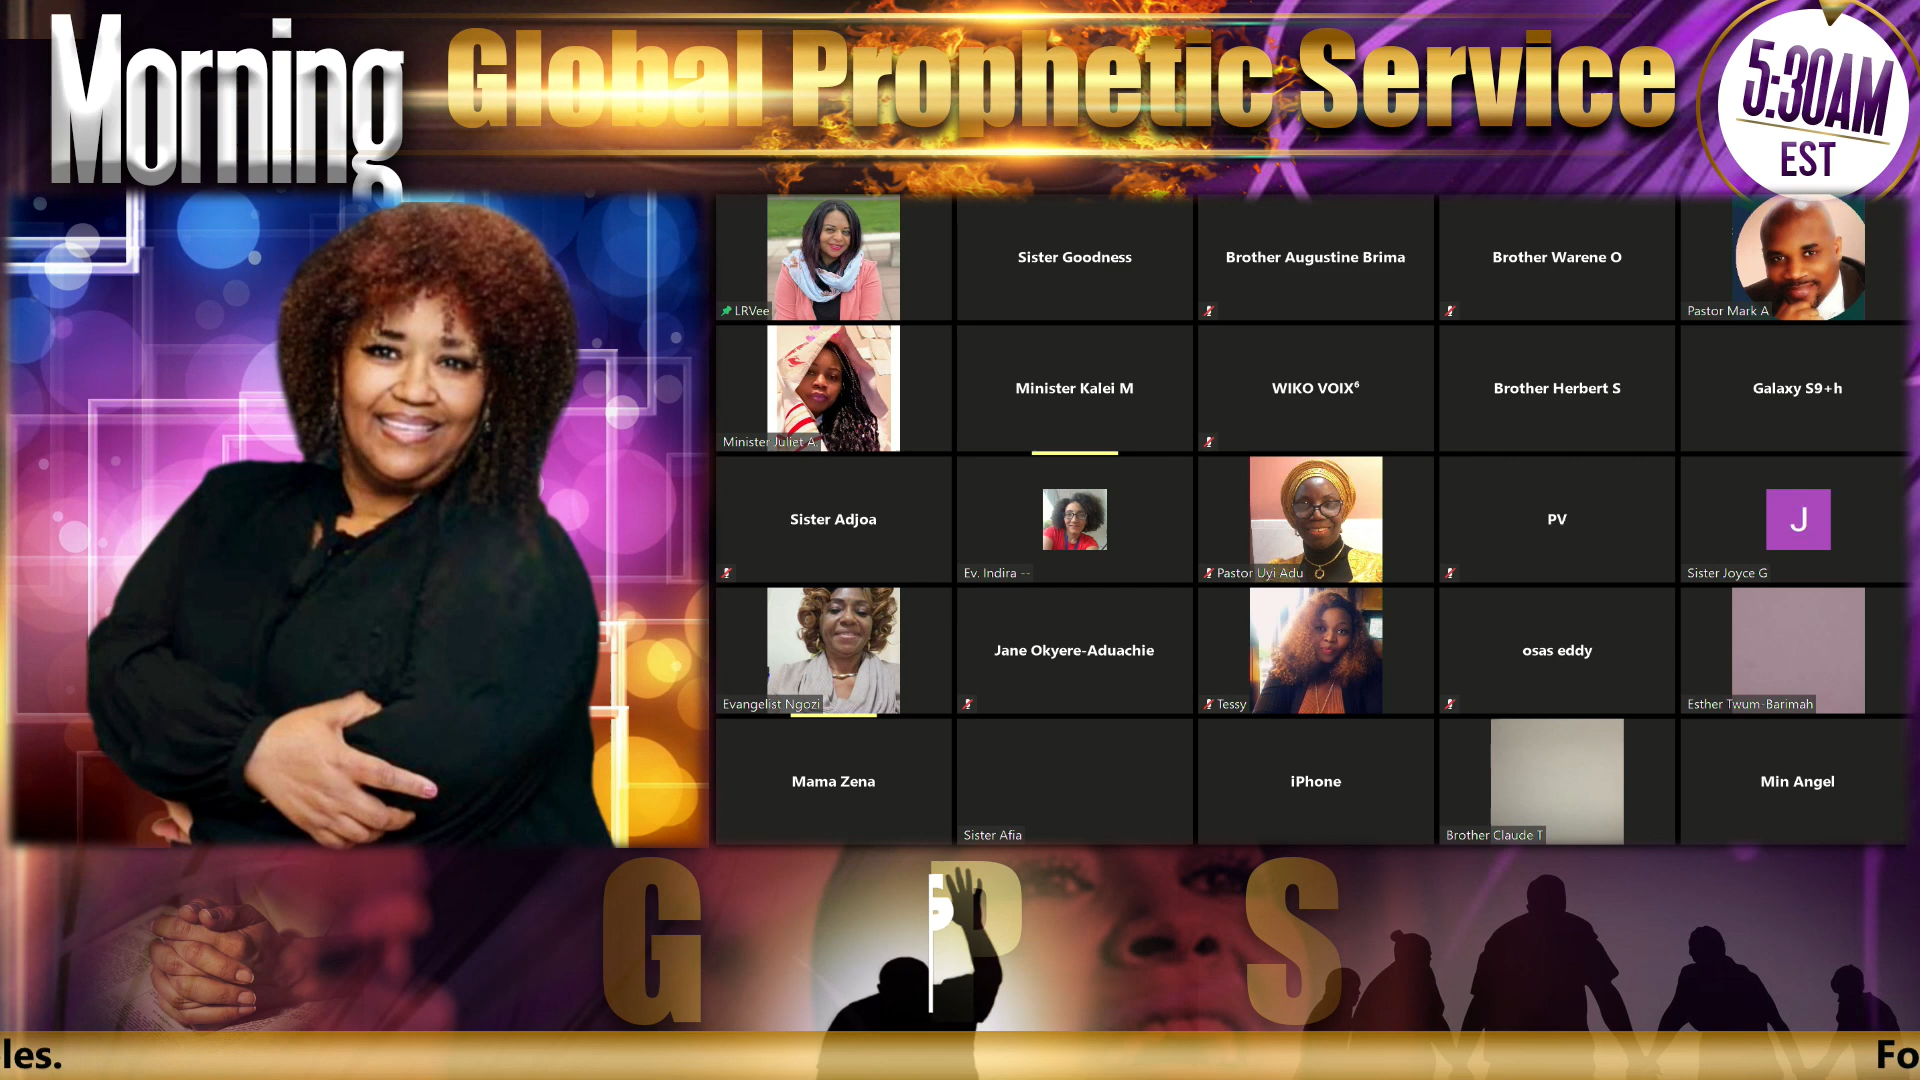 Morning
Global Prophetic Service
5:30AM
EST
LRVee
Sister Goodness
Brother Augustine Brima
Brother Warene O
Pastor Mark A
Minister Juliet A.
Minister Kalei M
WIKO VOIX⁶
Brother Herbert S
Galaxy S9+h
Sister Adjoa
Ev. Indira --
Pastor Uyi Adu
PV
J
Sister Joyce G
Evangelist Ngozi
Jane Okyere-Aduachie
Tessy
osas eddy
Esther Twum-Barimah
Mama Zena
Sister Afia
iPhone
Brother Claude T
Min Angel
G P S
les.
Fo